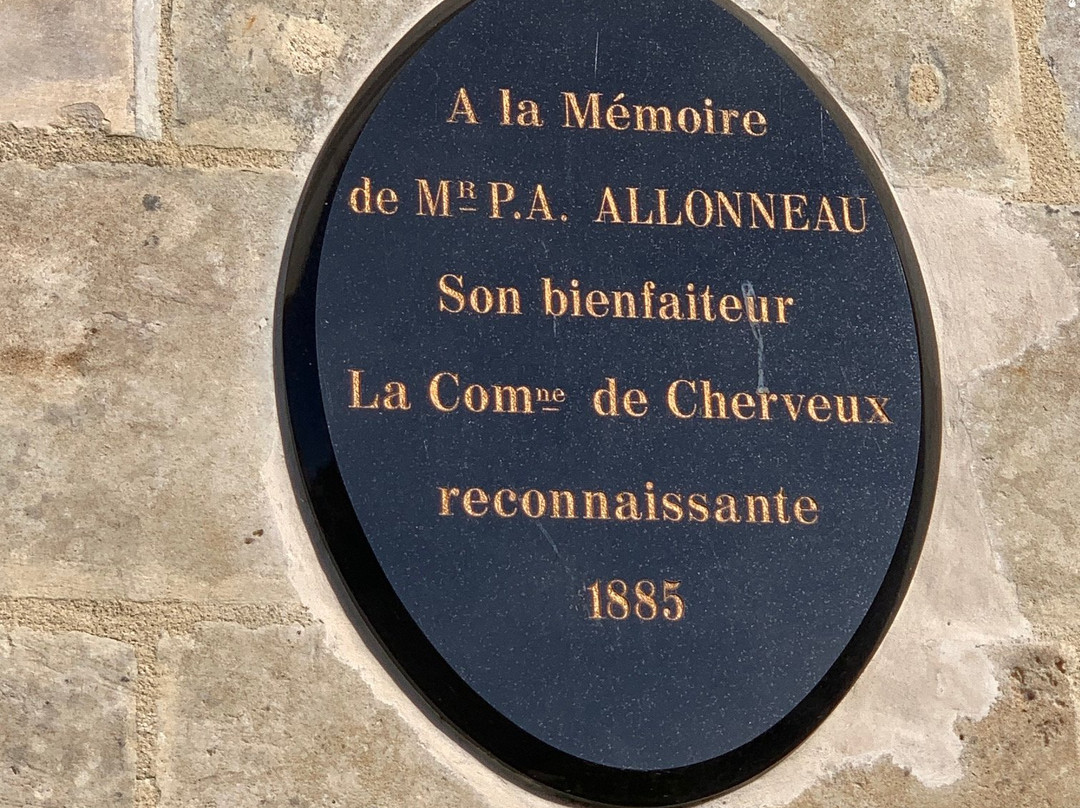 A la Mémoire
de Mᴿ P.A. ALLONNEAU
Son bienfaiteur
La Comⁿᵉ de Cherveux
reconnaissante
1885